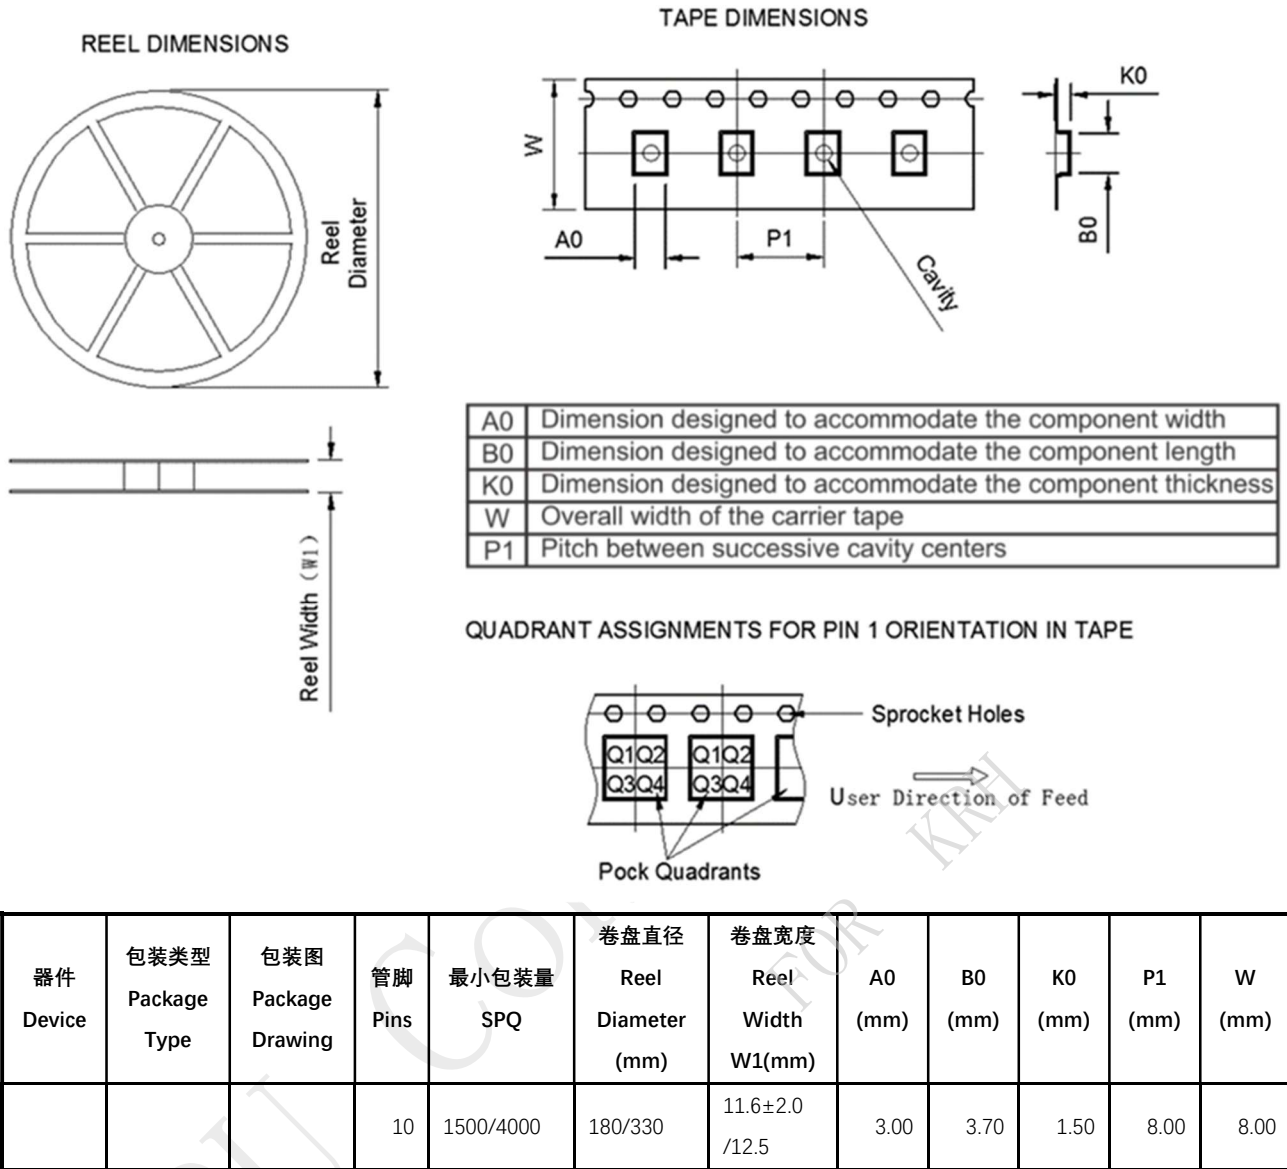 REEL DIMENSIONS
Reel
Diameter
Reel Width (W1)
TAPE DIMENSIONS
W
A0
P1
Cavity
K0
B0
A0 Dimension designed to accommodate the component width
B0 Dimension designed to accommodate the component length
K0 Dimension designed to accommodate the component thickness
W Overall width of the carrier tape
P1 Pitch between successive cavity centers
QUADRANT ASSIGNMENTS FOR PIN 1 ORIENTATION IN TAPE
Sprocket Holes
Q1 Q2 Q1 Q2
Q3 Q4 Q3 Q4
User Direction of Feed
Pock Quadrants
器件
Device
包装类型
Package
Type
包装图
Package
Drawing
管脚
Pins
最小包装量
SPQ
卷盘直径
Reel
Diameter
(mm)
卷盘宽度
Reel
Width
W1(mm)
A0
(mm)
B0
(mm)
K0
(mm)
P1
(mm)
W
(mm)
10
1500/4000
180/330
11.6±2.0
/12.5
3.00
3.70
1.50
8.00
8.00
FOR KRH